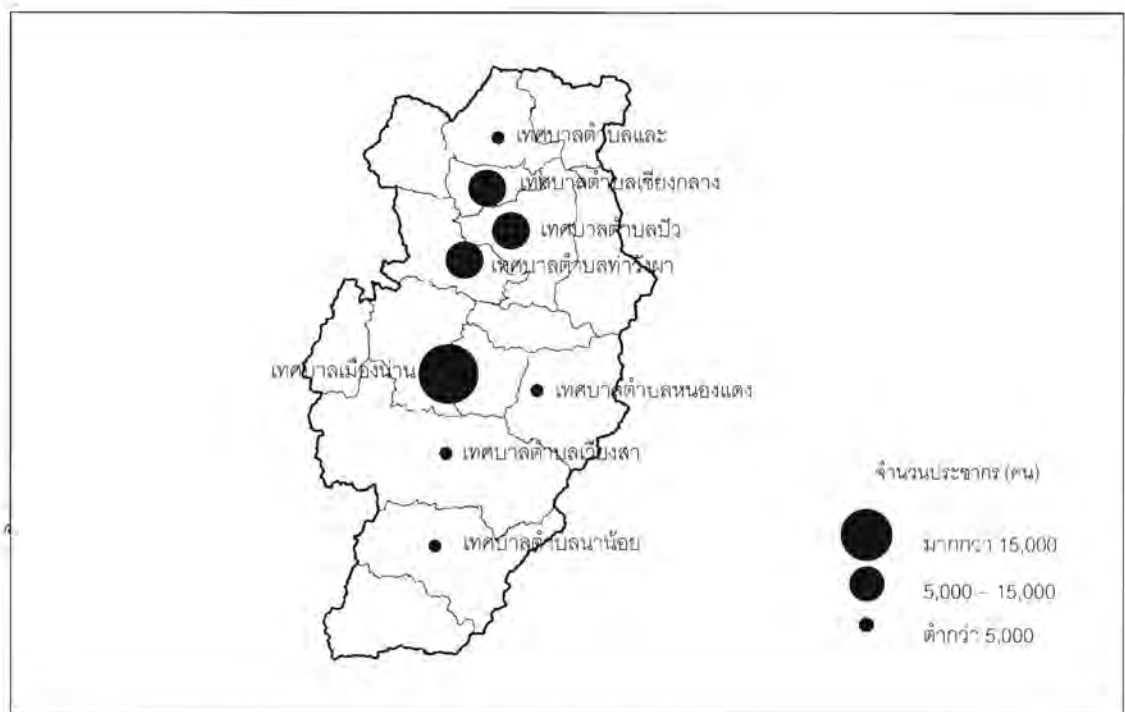 เทศบาลตำบลและ
เทศบาลตำบลเชียงกลาง
เทศบาลตำบลปัว
เทศบาลตำบลท่าวังผา
เทศบาลเมืองน่าน
เทศบาลตำบลหนองแดง
เทศบาลตำบลเวียงสา
เทศบาลตำบลนาน้อย
จำนวนประชากร (คน)
มากกว่า 15,000
5,000 – 15,000
ต่ำกว่า 5,000